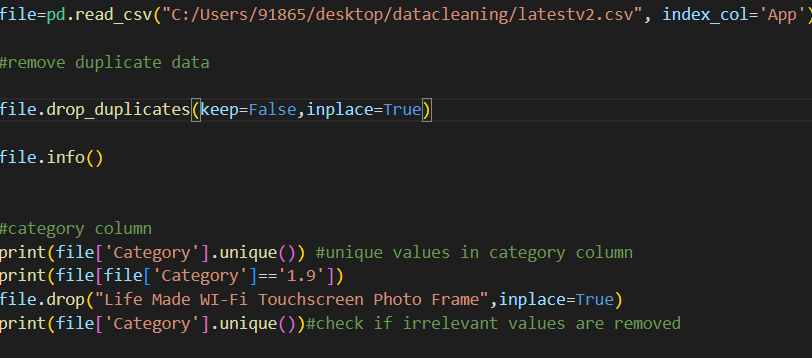 file=pd.read_csv("C:/Users/91865/desktop/datacleaning/latestv2.csv", index_col='App')
#remove duplicate data
file.drop_duplicates(keep=False,inplace=True)
file.info()
#category column
print(file['Category'].unique()) #unique values in category column
print(file[file['Category']=='1.9'])
file.drop("Life Made WI-Fi Touchscreen Photo Frame",inplace=True)
print(file['Category'].unique())#check if irrelevant values are removed